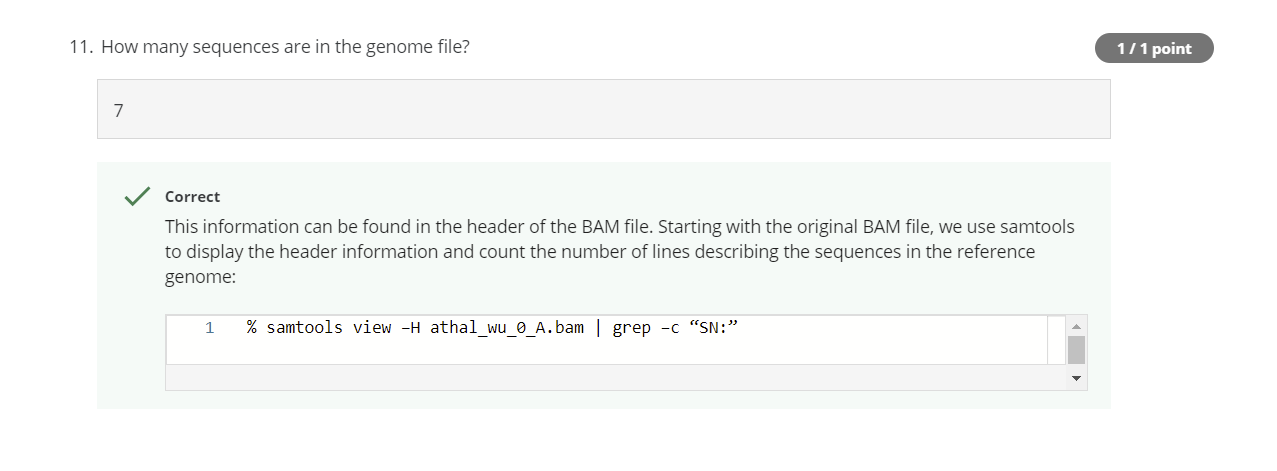 11. How many sequences are in the genome file?
1 / 1 point
7
Correct
This information can be found in the header of the BAM file. Starting with the original BAM file, we use samtools
to display the header information and count the number of lines describing the sequences in the reference
genome:
1 % samtools view –H athal_wu_0_A.bam | grep –c “SN:”